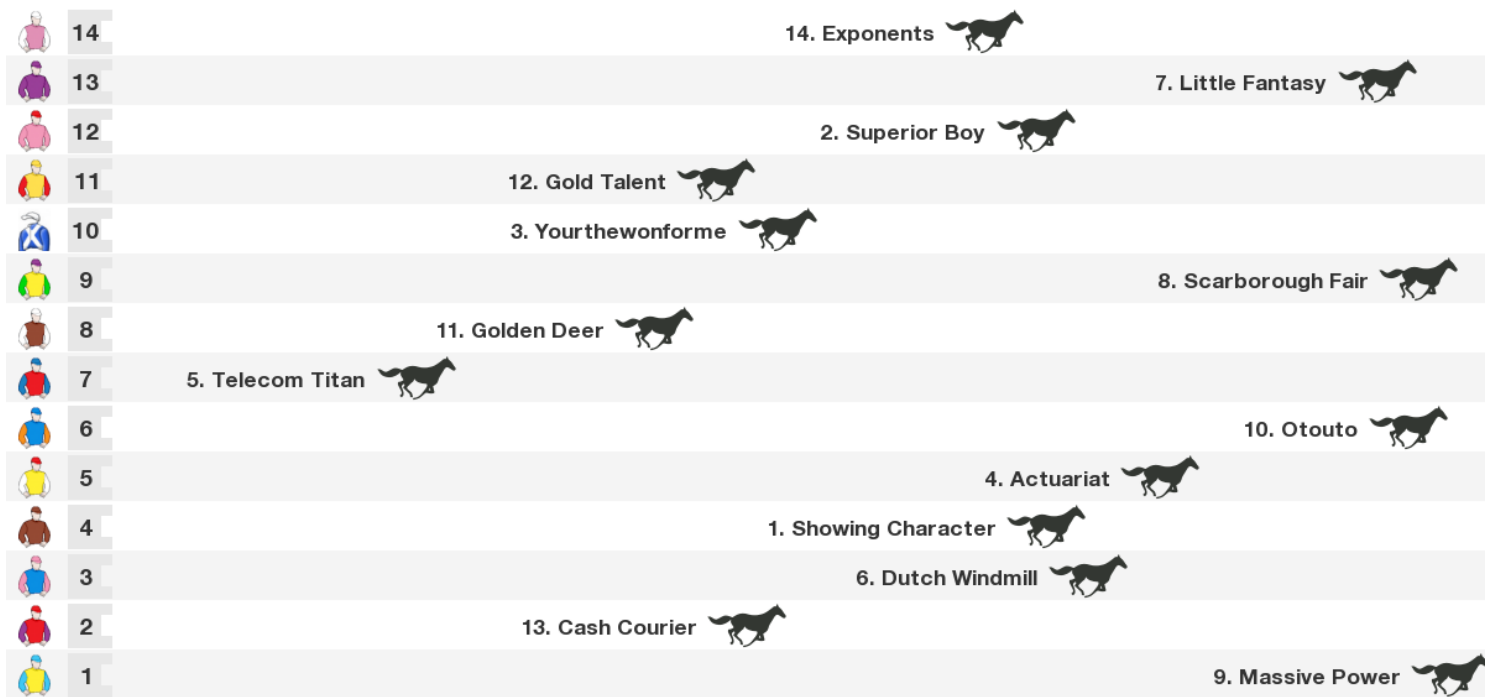 14 14. Exponents
13 7. Little Fantasy
12 2. Superior Boy
11 12. Gold Talent
10 3. Yourthewonforme
9 8. Scarborough Fair
8 11. Golden Deer
7 5. Telecom Titan
6 10. Otouto
5 4. Actuariat
4 1. Showing Character
3 6. Dutch Windmill
2 13. Cash Courier
1 9. Massive Power